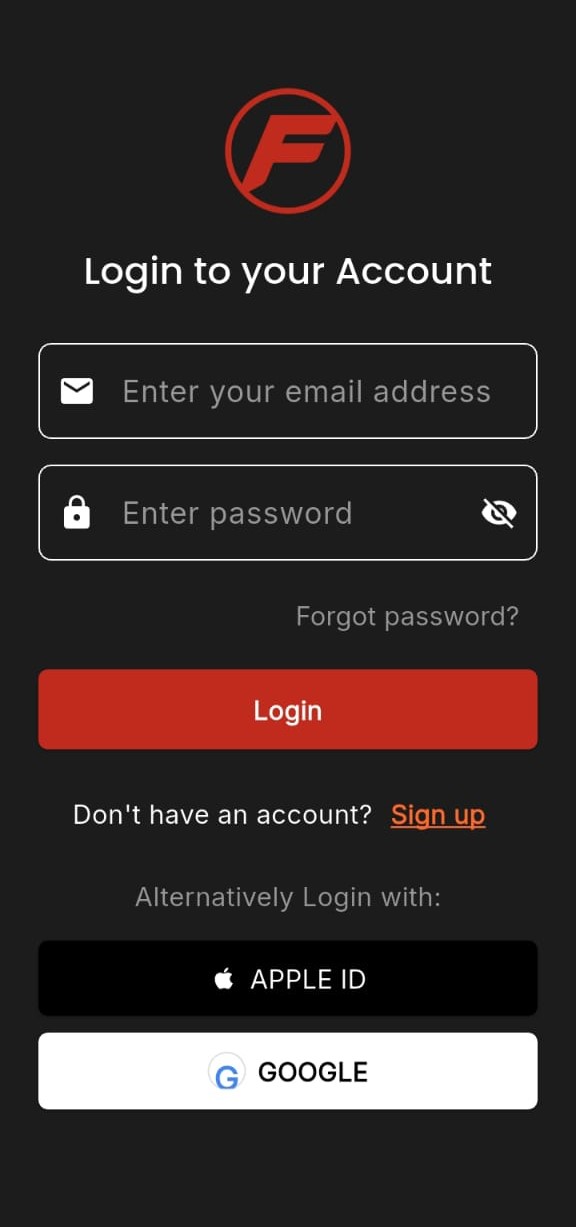 F
Login to your Account
Enter your email address
Enter password
Forgot password?
Login
Don't have an account? Sign up
Alternatively Login with:
APPLE ID
G GOOGLE